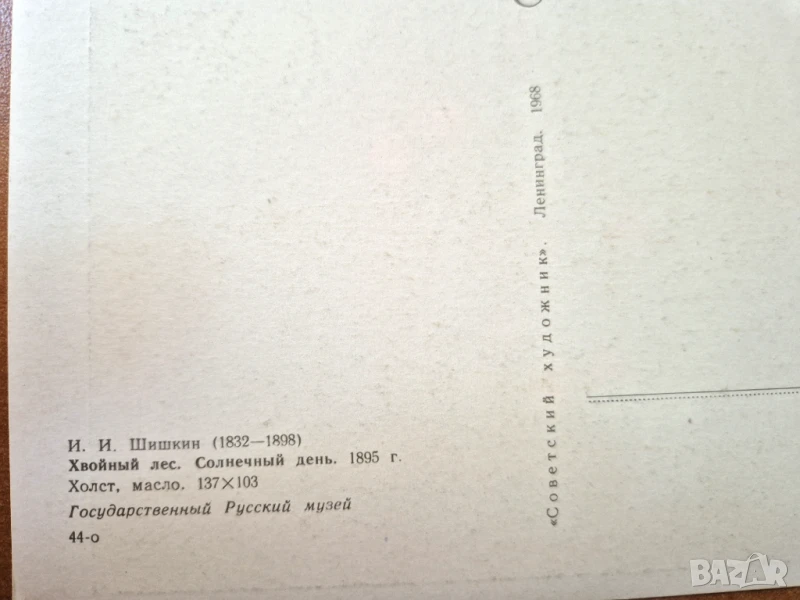 И. И. Шишкин (1832—1898)
Хвойный лес. Солнечный день. 1895 г.
Холст, масло. 137×103
Государственный Русский музей
44-о
«Советский художник». Ленинград. 1968
BAZAR